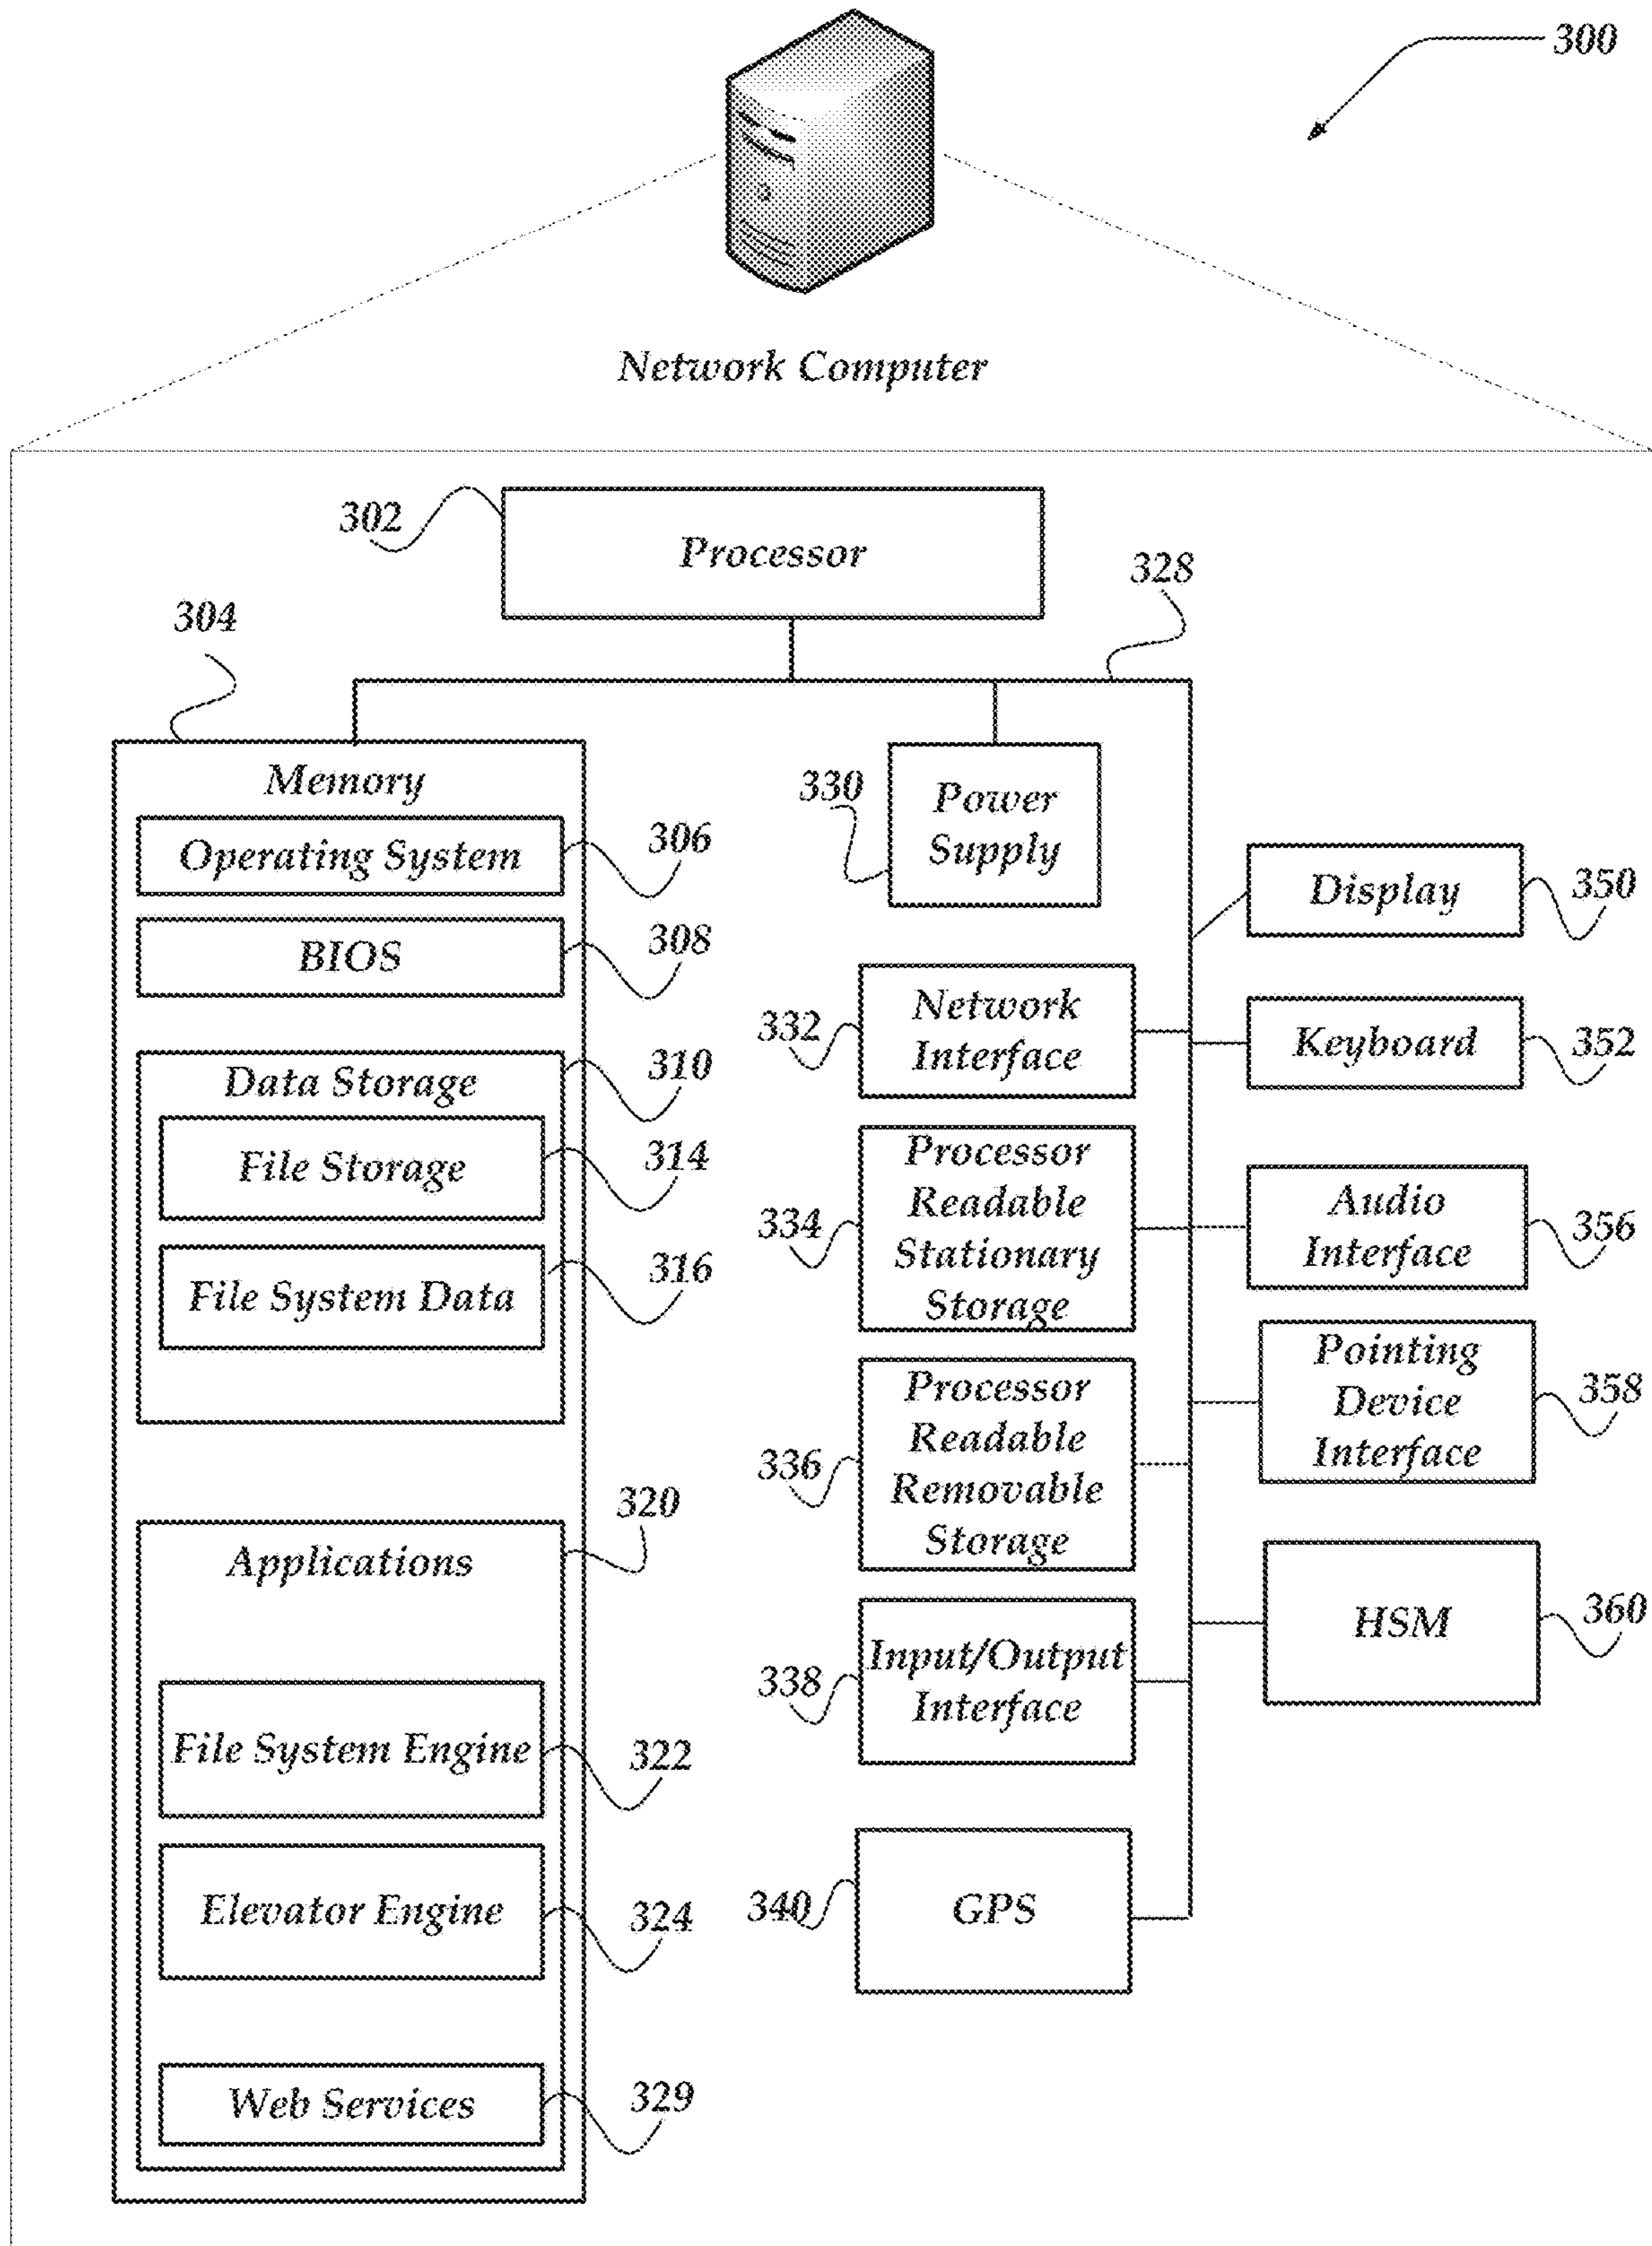 300
Network Computer
302
Processor
328
304
Memory
Operating System
306
BIOS
308
Data Storage
310
File Storage
314
File System Data
316
Applications
320
File System Engine
322
Elevator Engine
324
Web Services
329
330
Power
Supply
332
Network
Interface
334
Processor
Readable
Stationary
Storage
336
Processor
Readable
Removable
Storage
338
Input/Output
Interface
340
GPS
Display
350
Keyboard
352
Audio
Interface
356
Pointing
Device
Interface
358
HSM
360